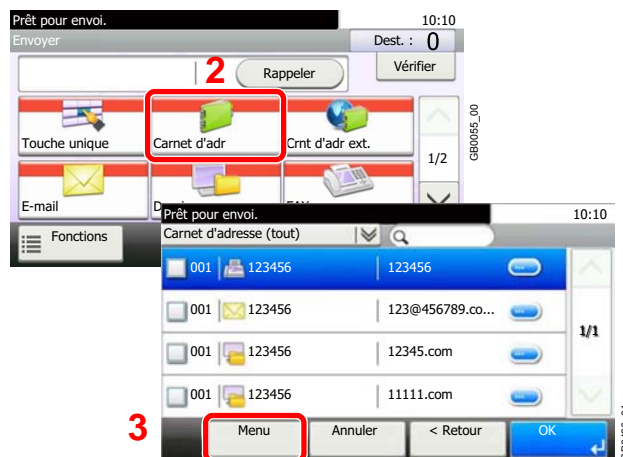 Prêt pour envoi. 10:10
Envoyer Dest. : 0
2 Rappeler Vérifier
Touche unique Carnet d'adr Crnt d'adr ext.
1/2
GB0055_00
E-mail
Fonctions
Prêt pour envoi. 10:10
Carnet d'adresse (tout)
001 123456 123456
001 123456 123@456789.co...
1/1
001 123456 12345.com
001 123456 11111.com
3 Menu Annuler < Retour OK